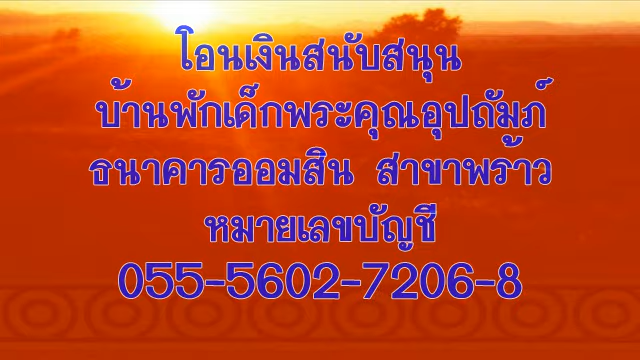 โอนเงินสนับสนุน
บ้านพักเด็กพระคุณอุปถัมภ์
ธนาคารออมสิน สาขาพร้าว
หมายเลขบัญชี
055-5602-7206-8